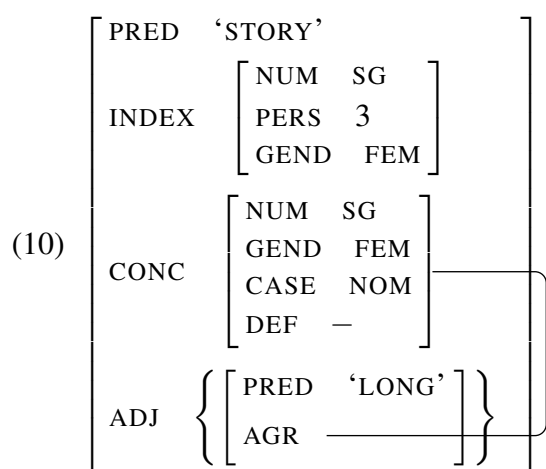 PRED ‘STORY’
NUM SG
INDEX PERS 3
GEND FEM
NUM SG
(10) GEND FEM
CONC CASE NOM
DEF −
PRED ‘LONG’
ADJ
AGR